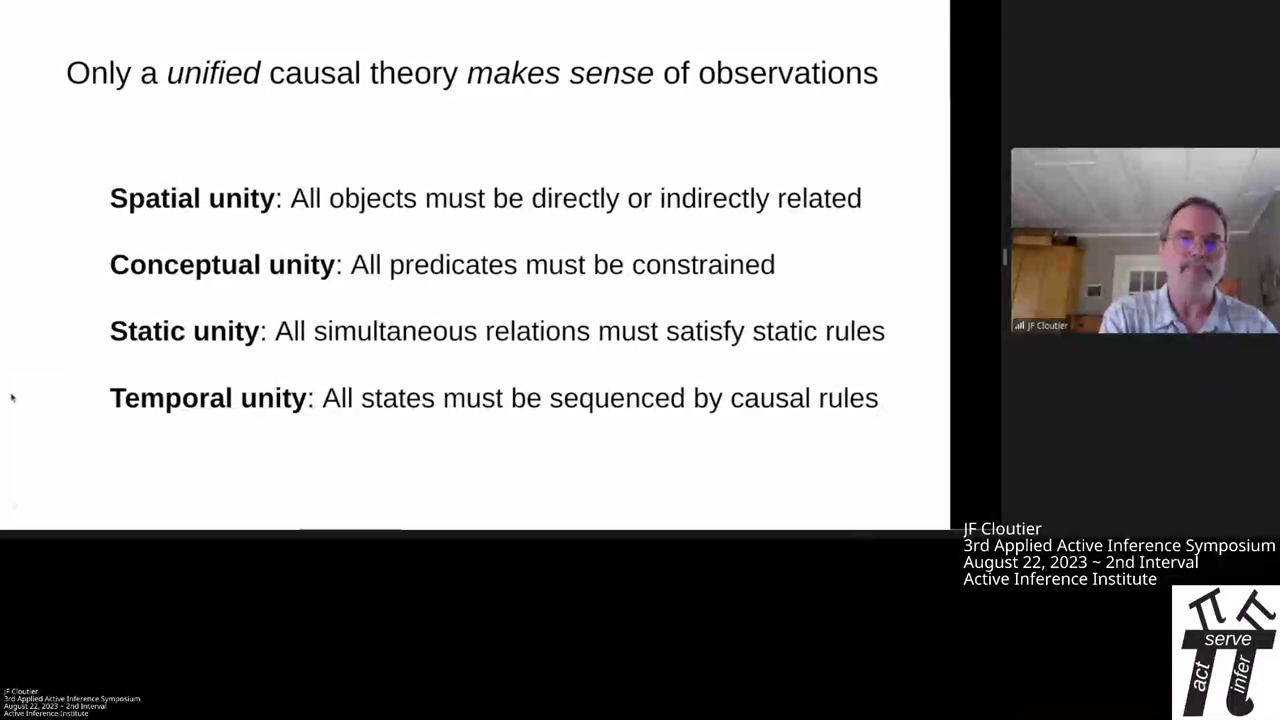 Only a unified causal theory makes sense of observations
Spatial unity: All objects must be directly or indirectly related
Conceptual unity: All predicates must be constrained
Static unity: All simultaneous relations must satisfy static rules
Temporal unity: All states must be sequenced by causal rules
JF Cloutier
JF Cloutier
3rd Applied Active Inference Symposium
August 22, 2023 ~ 2nd Interval
Active Inference Institute
serve
act
infer
JF Cloutier
3rd Applied Active Inference Symposium
August 22, 2023 ~ 2nd Interval
Active Inference Institute